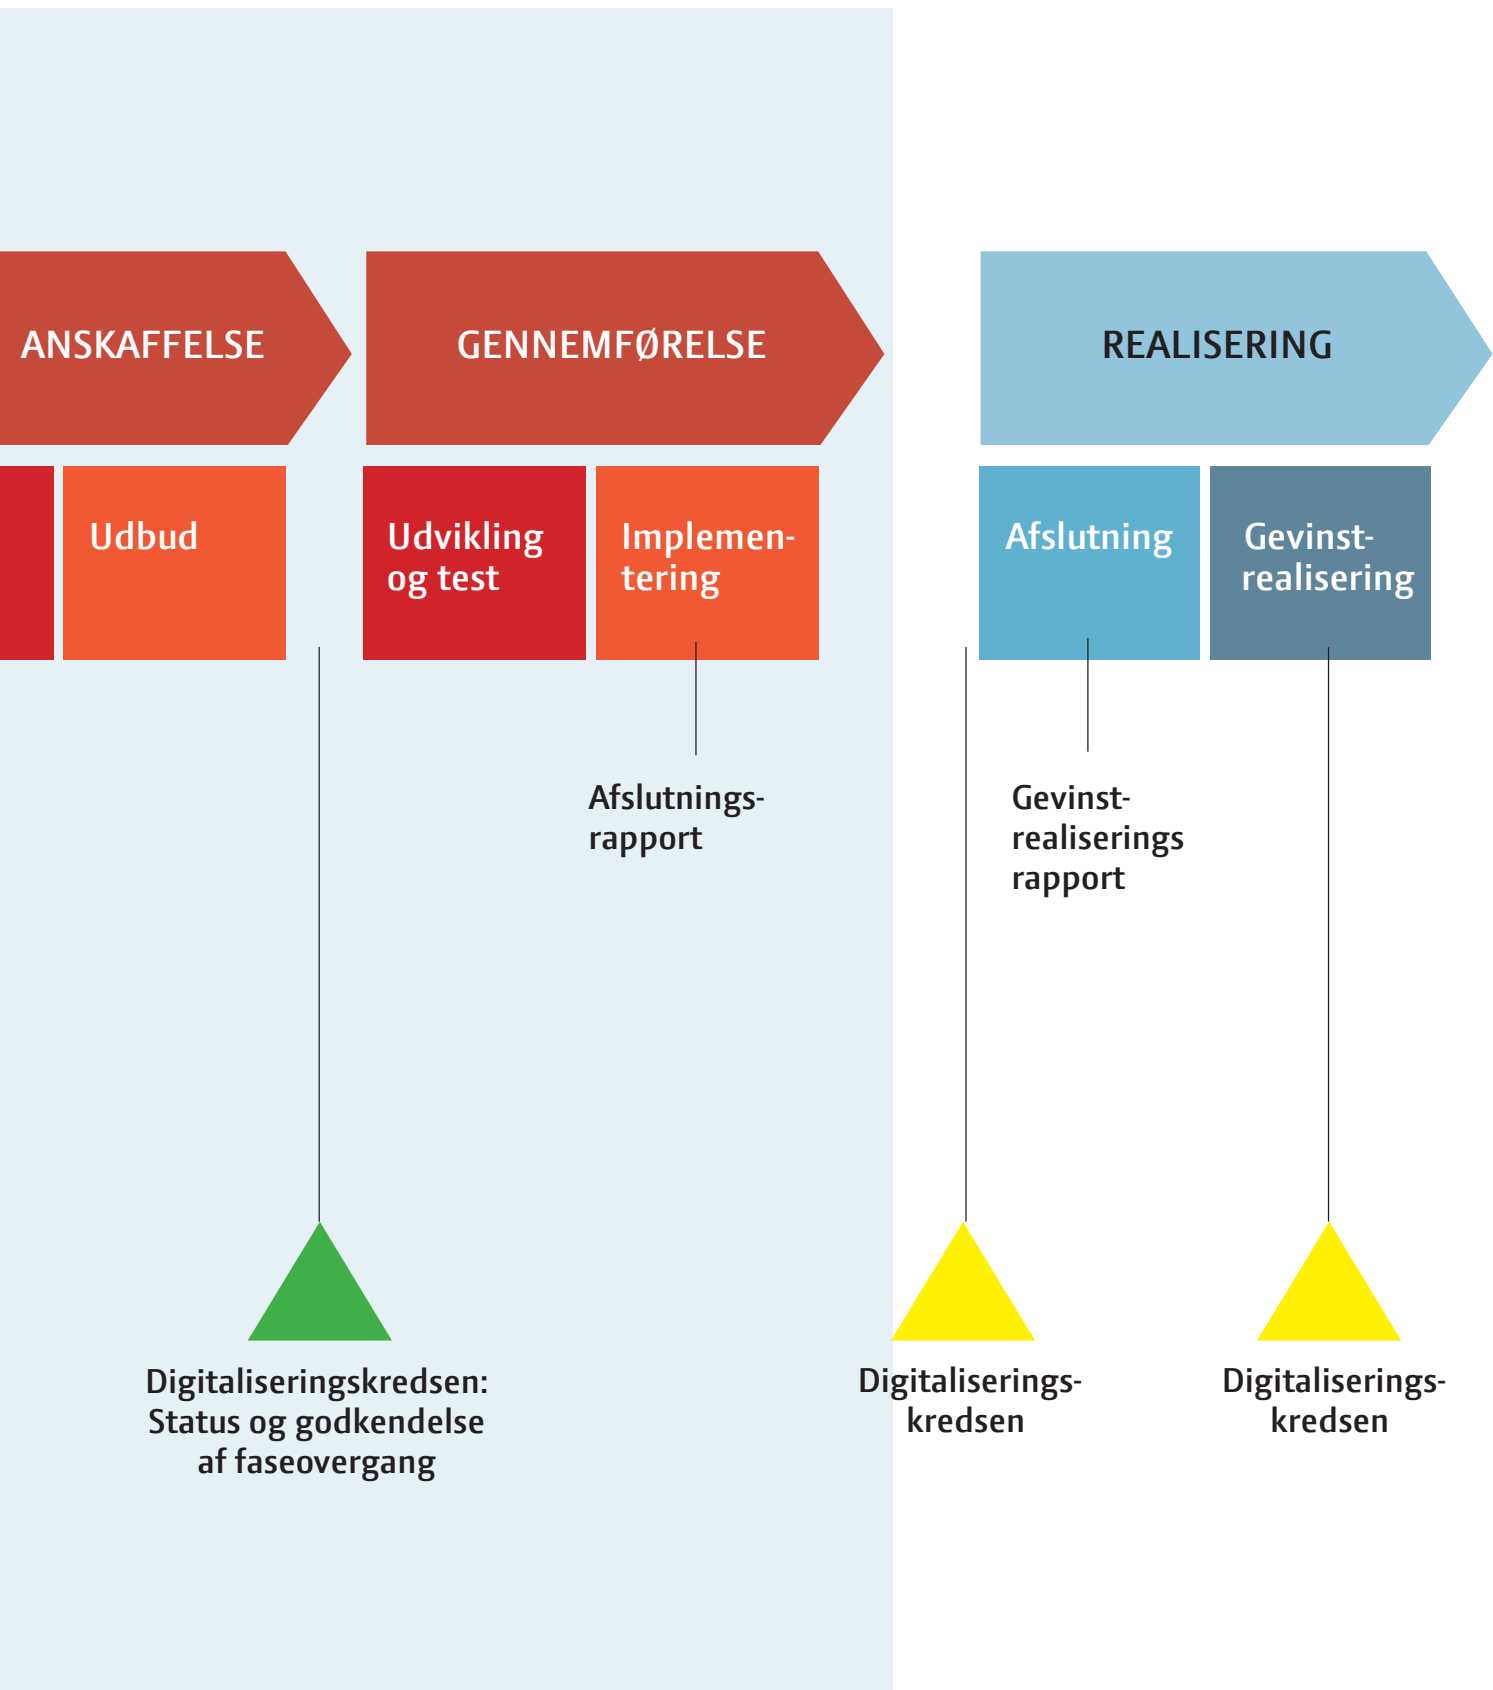 ANSKAFFELSE
GENNEMFØRELSE
REALISERING
Udbud
Udvikling
og test
Implemen-
tering
Afslutning
Gevinst-
realisering
Afslutnings-
rapport
Gevinst-
realiserings
rapport
Digitaliseringskredsen:
Status og godkendelse
af faseovergang
Digitaliserings-
kredsen
Digitaliserings-
kredsen